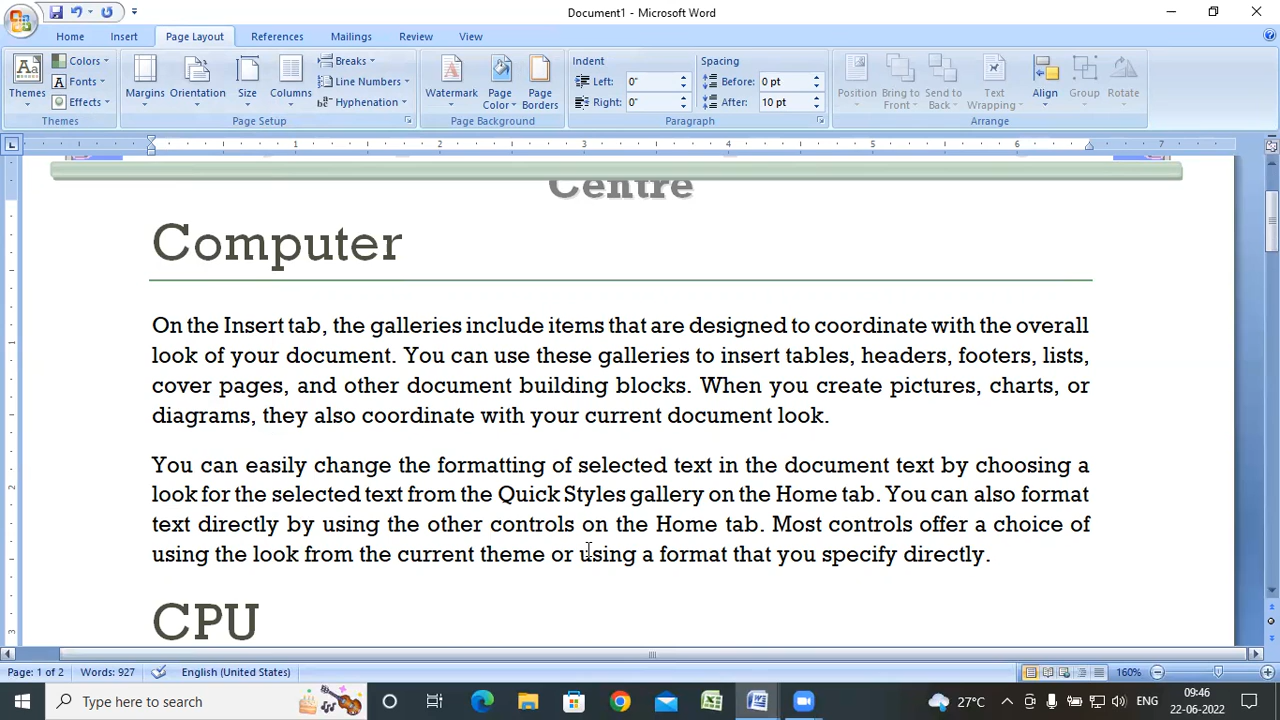 Document1 - Microsoft Word
Home Insert Page Layout References Mailings Review View
Themes
Colors
Fonts
Effects
Themes
Margins
Orientation
Size
Columns
Breaks
Line Numbers
Hyphenation
Page Setup
Watermark
Page Color
Page Borders
Page Background
Indent
Left: 0"
Right: 0"
Spacing
Before: 0 pt
After: 10 pt
Paragraph
Position
Bring to Front
Send to Back
Text Wrapping
Align
Group
Rotate
Arrange
1 2 3 4 5 6 7
Centre
Computer
On the Insert tab, the galleries include items that are designed to coordinate with the overall
look of your document. You can use these galleries to insert tables, headers, footers, lists,
cover pages, and other document building blocks. When you create pictures, charts, or
diagrams, they also coordinate with your current document look.
You can easily change the formatting of selected text in the document text by choosing a
look for the selected text from the Quick Styles gallery on the Home tab. You can also format
text directly by using the other controls on the Home tab. Most controls offer a choice of
using the look from the current theme or using a format that you specify directly.
CPU
Page: 1 of 2 Words: 927 English (United States) 160%
Type here to search 27°C ENG 09:46
22-06-2022